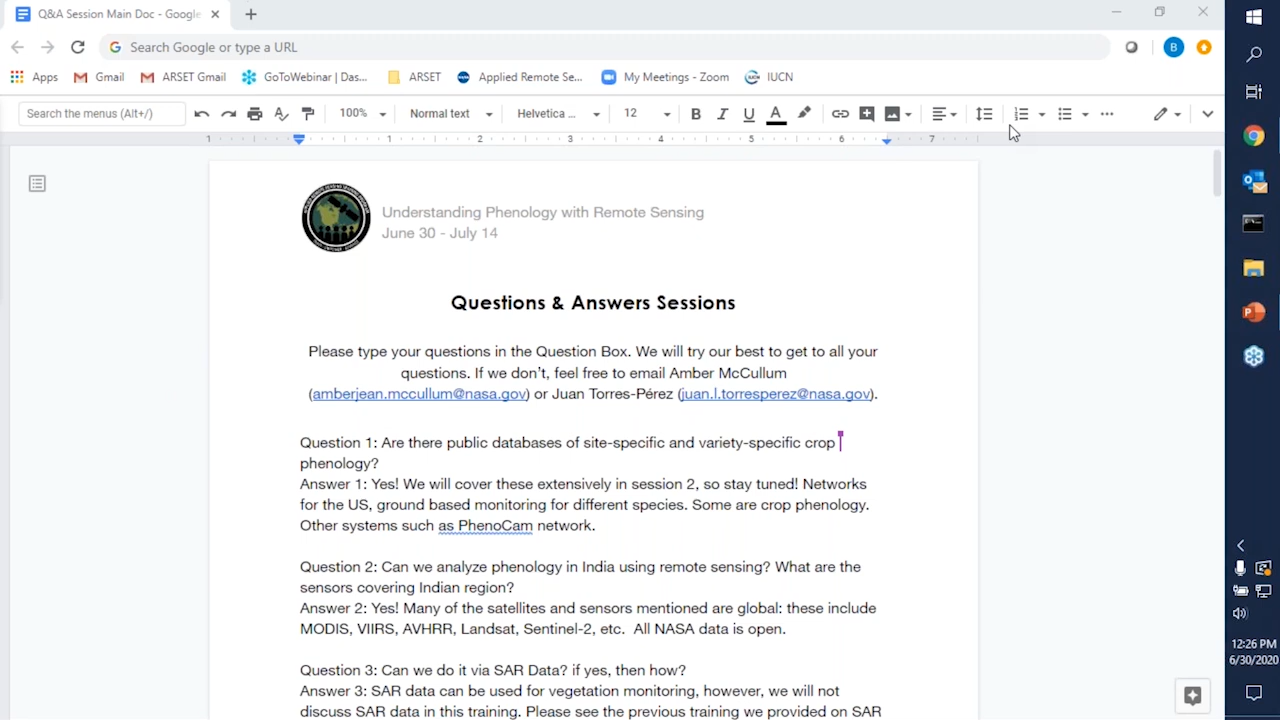 Q&A Session Main Doc - Google
Search Google or type a URL
B
Apps
Gmail
ARSET Gmail
GoToWebinar | Das...
ARSET
Applied Remote Se...
My Meetings - Zoom
IUCN
Search the menus (Alt+/)
100%
Normal text
Helvetica ...
12
B I U A
1 1 2 3 4 5 6 7
Understanding Phenology with Remote Sensing
June 30 - July 14
Questions & Answers Sessions
Please type your questions in the Question Box. We will try our best to get to all your
questions. If we don't, feel free to email Amber McCullum
(amberjean.mccullum@nasa.gov) or Juan Torres-Pérez (juan.l.torresperez@nasa.gov).
Question 1: Are there public databases of site-specific and variety-specific crop
phenology?
Answer 1: Yes! We will cover these extensively in session 2, so stay tuned! Networks
for the US, ground based monitoring for different species. Some are crop phenology.
Other systems such as PhenoCam network.
Question 2: Can we analyze phenology in India using remote sensing? What are the
sensors covering Indian region?
Answer 2: Yes! Many of the satellites and sensors mentioned are global: these include
MODIS, VIIRS, AVHRR, Landsat, Sentinel-2, etc. All NASA data is open.
Question 3: Can we do it via SAR Data? if yes, then how?
Answer 3: SAR data can be used for vegetation monitoring, however, we will not
discuss SAR data in this training. Please see the previous training we provided on SAR
12:26 PM
6/30/2020